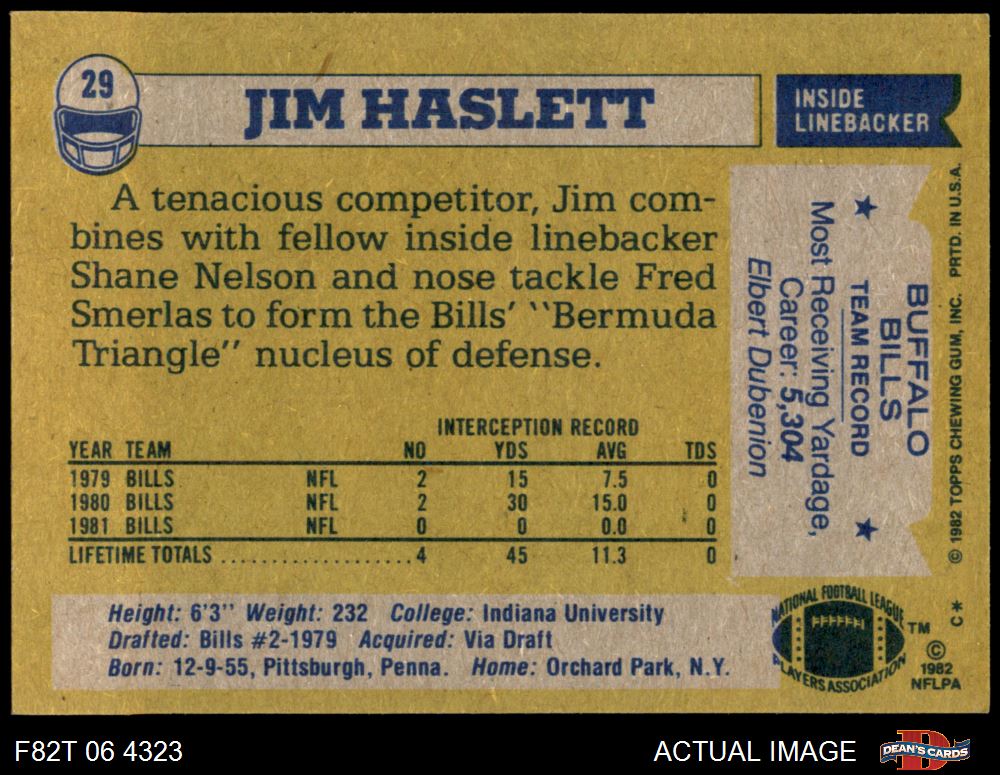 29
JIM HASLETT
INSIDE
LINEBACKER
A tenacious competitor, Jim com-
bines with fellow inside linebacker
Shane Nelson and nose tackle Fred
Smerlas to form the Bills' "Bermuda
Triangle" nucleus of defense.
INTERCEPTION RECORD
YEAR TEAM NO YDS AVG TDS
1979 BILLS NFL 2 15 7.5 0
1980 BILLS NFL 2 30 15.0 0
1981 BILLS NFL 0 0 0.0 0
LIFETIME TOTALS ................... 4 45 11.3 0
BUFFALO
BILLS
★ TEAM RECORD ★
Most Receiving Yardage,
Career: 5,304
Elbert Dubenion
© 1982 TOPPS CHEWING GUM, INC. PRTD. IN U.S.A.
Height: 6'3" Weight: 232 College: Indiana University
Drafted: Bills #2-1979 Acquired: Via Draft
Born: 12-9-55, Pittsburgh, Penna. Home: Orchard Park, N.Y.
NATIONAL FOOTBALL LEAGUE
PLAYERS ASSOCIATION
TM
C*
©
1982
NFLPA
F82T 06 4323
ACTUAL IMAGE
D
DEAN'S CARDS